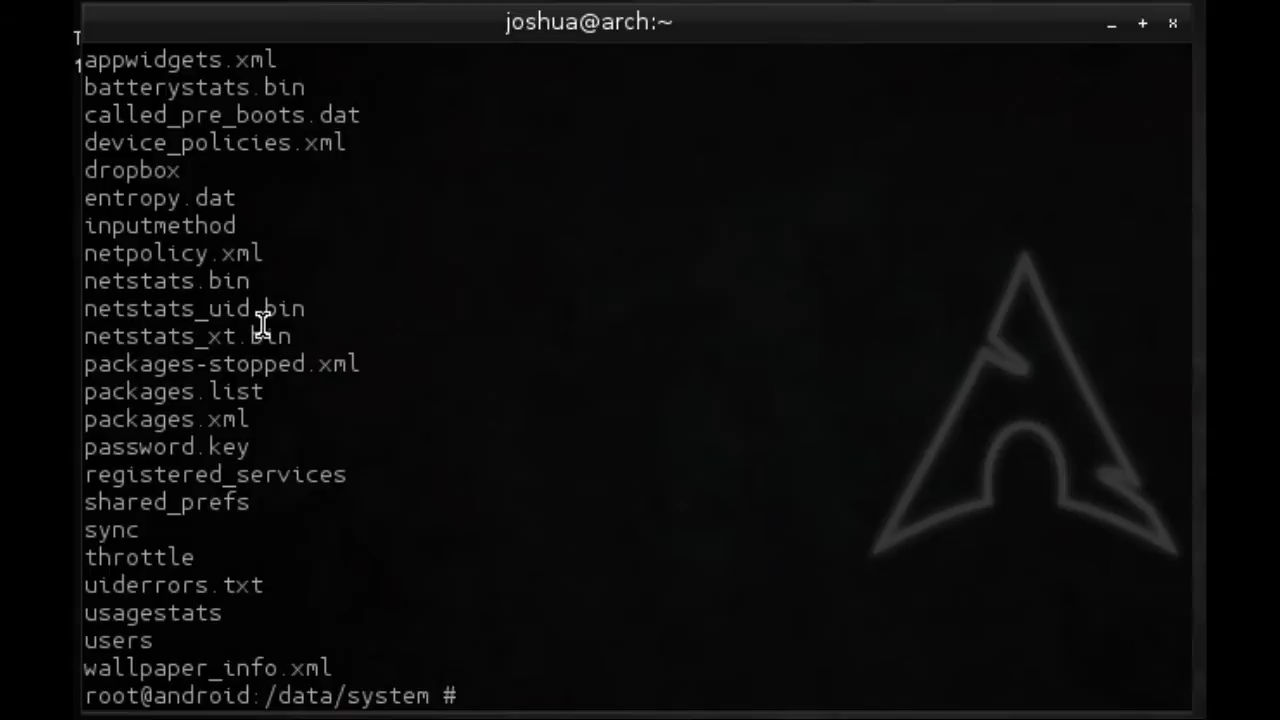 joshua@arch:~
appwidgets.xml
batterystats.bin
called_pre_boots.dat
device_policies.xml
dropbox
entropy.dat
inputmethod
netpolicy.xml
netstats.bin
netstats_uid.bin
netstats_xt.bin
packages-stopped.xml
packages.list
packages.xml
password.key
registered_services
shared_prefs
sync
throttle
uiderrors.txt
usagestats
users
wallpaper_info.xml
root@android:/data/system #